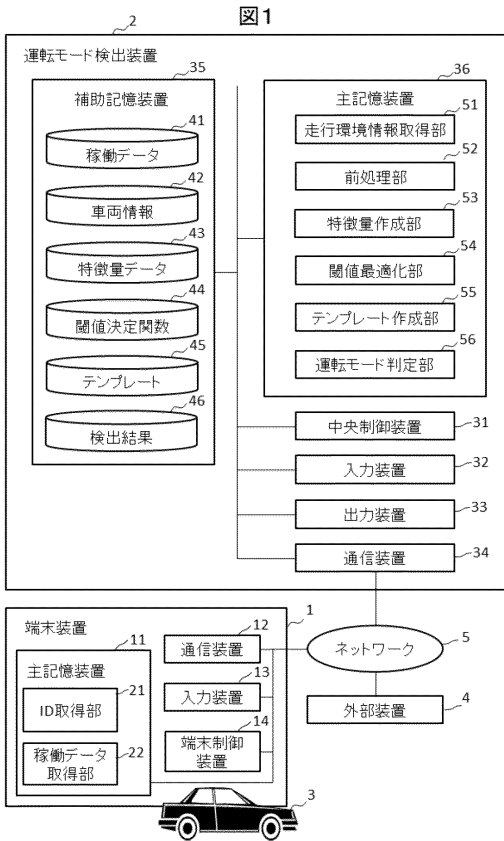 図1
2
運転モード検出装置
35
補助記憶装置
41
稼働データ
42
車両情報
43
特徴量データ
44
閾値決定関数
45
テンプレート
46
検出結果
36
主記憶装置
51
走行環境情報取得部
52
前処理部
53
特徴量作成部
54
閾値最適化部
55
テンプレート作成部
56
運転モード判定部
中央制御装置
31
入力装置
32
出力装置
33
通信装置
34
1
端末装置
11
主記憶装置
21
ID取得部
22
稼働データ
取得部
12
通信装置
13
入力装置
14
端末制御
装置
ネットワーク
5
外部装置
4
3